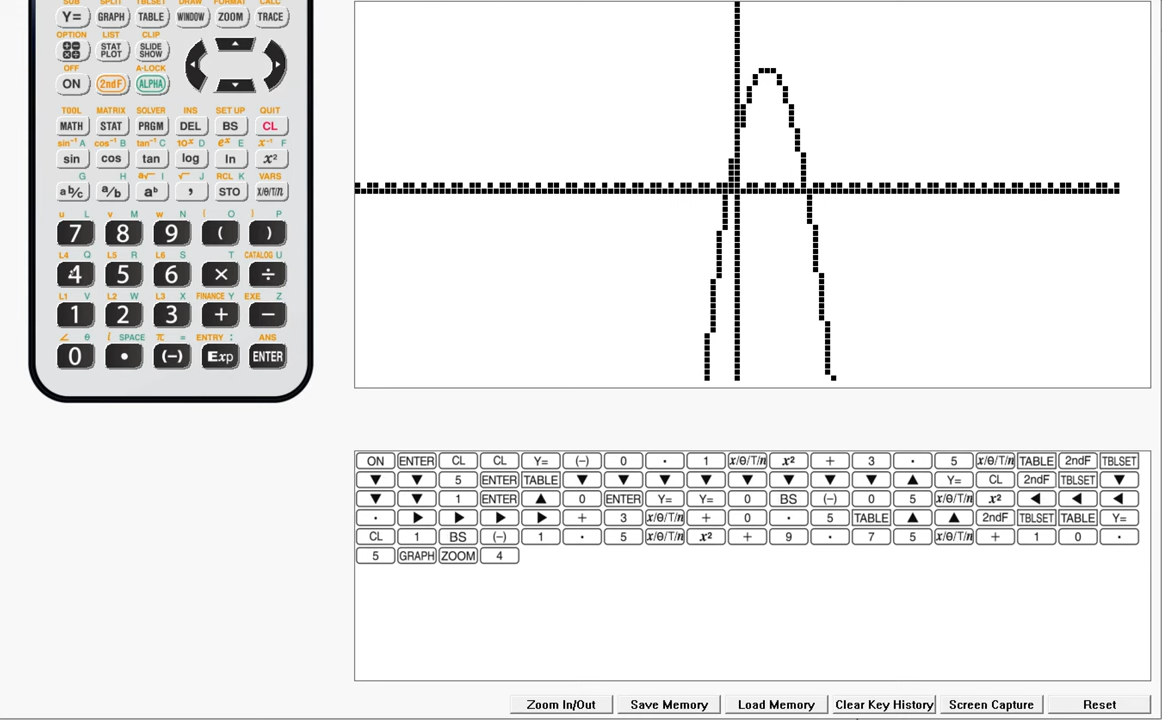 SUB SPLIT TBLSET DRAW FORMAT CALC
Y= GRAPH TABLE WINDOW ZOOM TRACE
OPTION LIST CLIP
STAT PLOT SLIDE SHOW
OFF A-LOCK
ON 2ndF ALPHA
TOOL MATRIX SOLVER INS SET UP QUIT
MATH STAT PRGM DEL BS CL
sin⁻¹ A cos⁻¹ B tan⁻¹ C 10ˣ D eˣ E x⁻¹ F
sin cos tan log ln x²
G H a√ I √ J RCL K VARS
a b/c a/b aᵇ , STO X/θ/T/n
u L v M w N ( O ) P
7 8 9 ( )
L4 Q L5 R L6 S T CATALOG U
4 5 6 × ÷
L1 V L2 W L3 X FINANCE Y EXE Z
1 2 3 + −
∠ θ i SPACE π = ENTRY : ANS
0 • (−) Exp ENTER
ON ENTER CL CL Y= (−) 0 . 1 x/θ/T/n x² + 3 . 5 x/θ/T/n TABLE 2ndF TBLSET
▼ ▼ 5 ENTER TABLE ▼ ▼ ▼ ▼ ▼ ▼ ▼ ▼ ▲ Y= CL 2ndF TBLSET ▼
▼ ▼ 1 ENTER ▲ 0 ENTER Y= Y= 0 BS (−) 0 5 x/θ/T/n x² ◀ ◀ ◀
. ▶ ▶ ▶ ▶ + 3 x/θ/T/n + 0 . 5 TABLE ▲ ▲ 2ndF TBLSET TABLE Y=
CL 1 BS (−) 1 . 5 x/θ/T/n x² + 9 . 7 5 x/θ/T/n + 1 0 .
5 GRAPH ZOOM 4
Zoom In/Out Save Memory Load Memory Clear Key History Screen Capture Reset